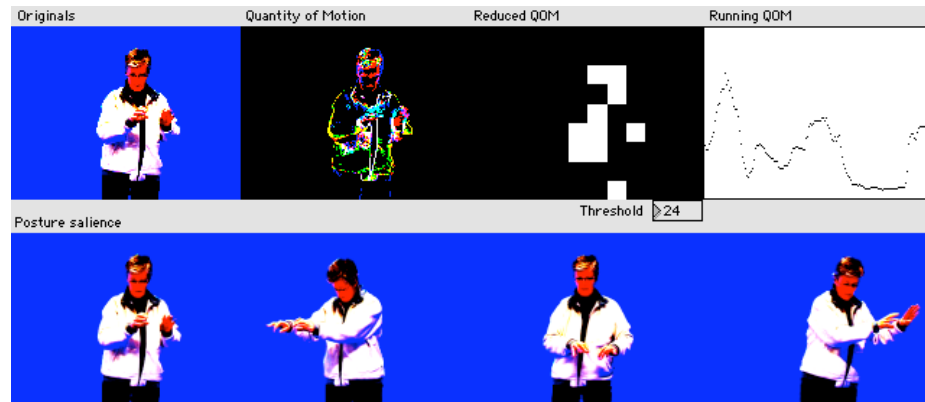 Originals
Quantity of Motion
Reduced QOM
Running QOM
Threshold 24
Posture salience